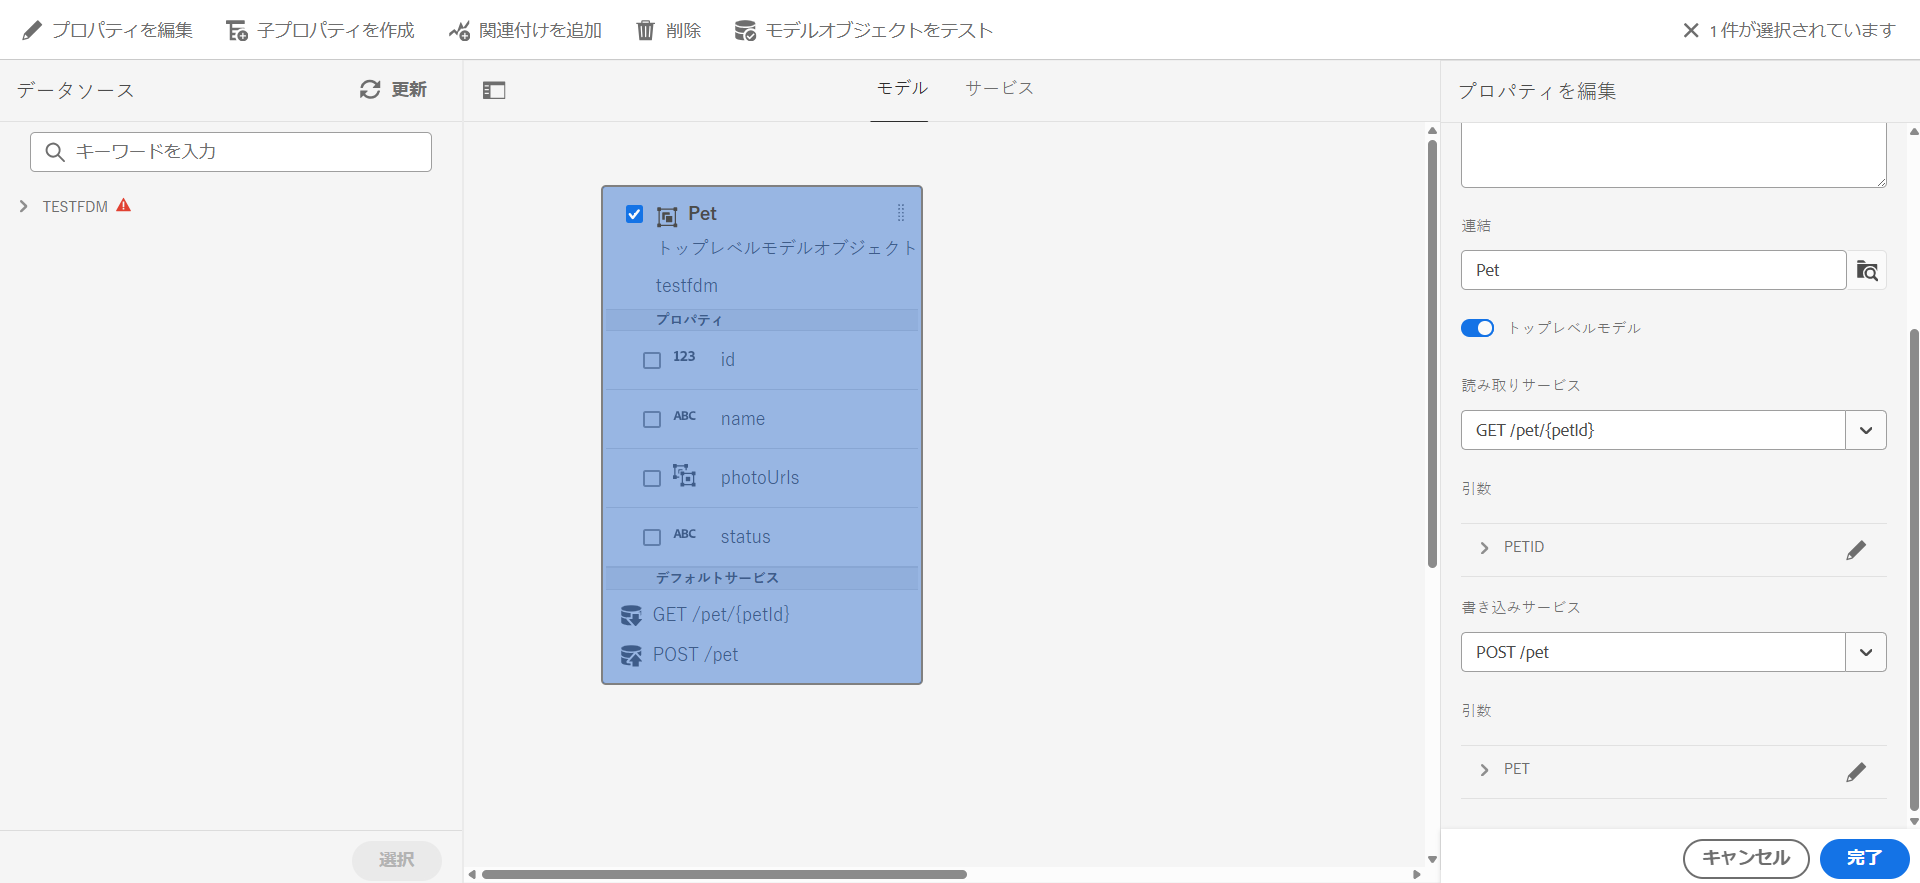 プロパティを編集
子プロパティを作成
関連付けを追加
削除
モデルオブジェクトをテスト
1 件が選択されています
データソース
更新
キーワードを入力
TESTFDM
選択
モデル
サービス
Pet
トップレベルモデルオブジェクト
testfdm
プロパティ
123 id
ABC name
photoUrls
ABC status
デフォルトサービス
GET /pet/{petId}
POST /pet
プロパティを編集
連結
Pet
トップレベルモデル
読み取りサービス
GET /pet/{petId}
引数
PETID
書き込みサービス
POST /pet
引数
PET
キャンセル
完了